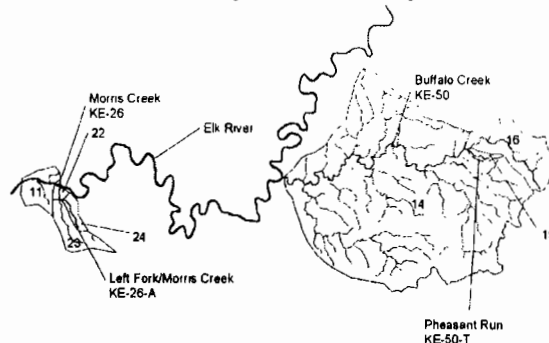 Buffalo Creek
KE-50
Morris Creek
KE-26
22
Elk River
16
11
14
24
23
Left Fork/Morris Creek
KE-26-A
Pheasant Run
KE-50-T